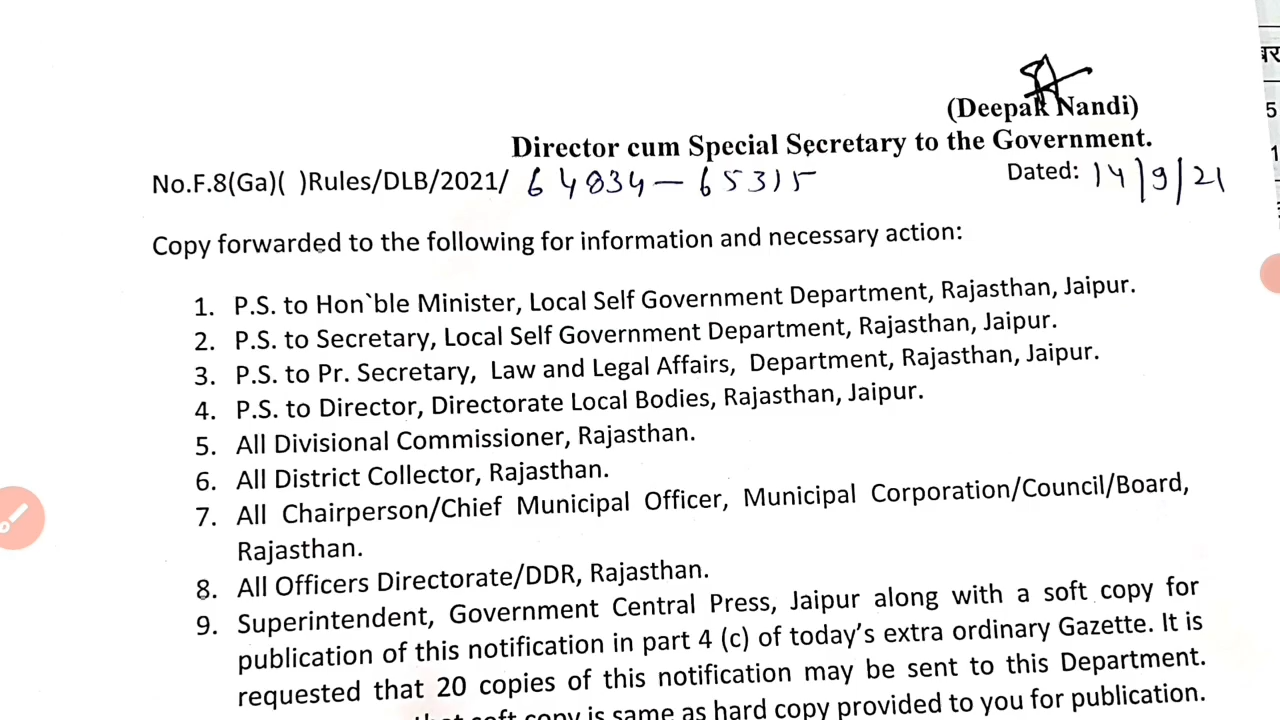 (Deepak Nandi)
Director cum Special Secretary to the Government.
No.F.8(Ga)( )Rules/DLB/2021/ 64834 – 65315 Dated: 14/9/21
Copy forwarded to the following for information and necessary action:
1. P.S. to Hon`ble Minister, Local Self Government Department, Rajasthan, Jaipur.
2. P.S. to Secretary, Local Self Government Department, Rajasthan, Jaipur.
3. P.S. to Pr. Secretary, Law and Legal Affairs, Department, Rajasthan, Jaipur.
4. P.S. to Director, Directorate Local Bodies, Rajasthan, Jaipur.
5. All Divisional Commissioner, Rajasthan.
6. All District Collector, Rajasthan.
7. All Chairperson/Chief Municipal Officer, Municipal Corporation/Council/Board,
Rajasthan.
8. All Officers Directorate/DDR, Rajasthan.
9. Superintendent, Government Central Press, Jaipur along with a soft copy for
publication of this notification in part 4 (c) of today's extra ordinary Gazette. It is
requested that 20 copies of this notification may be sent to this Department.
that soft copy is same as hard copy provided to you for publication.